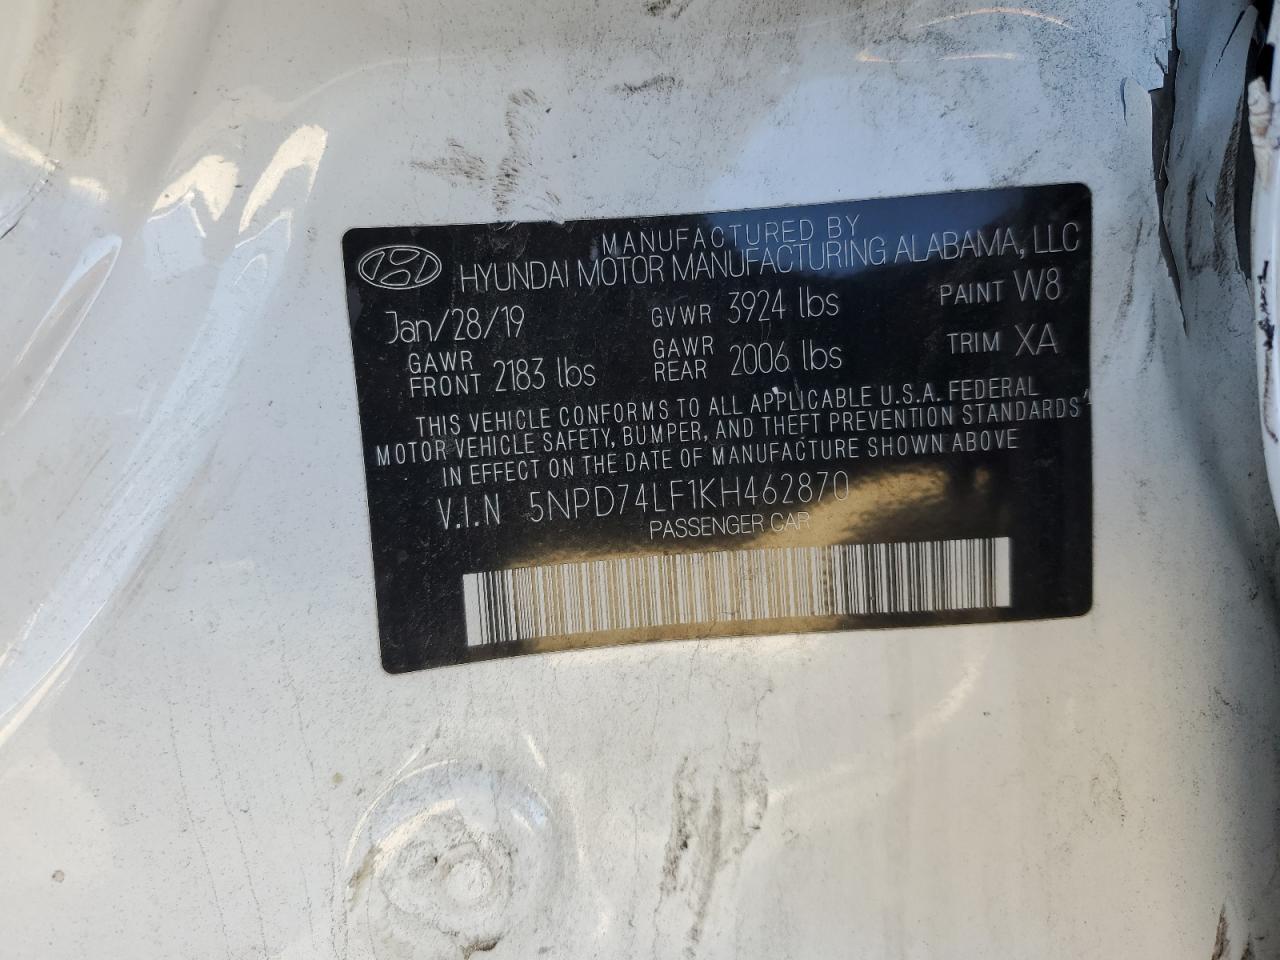 MANUFACTURED BY
HYUNDAI MOTOR MANUFACTURING ALABAMA, LLC
Jan/28/19 GVWR 3924 lbs PAINT W8
GAWR FRONT 2183 lbs GAWR REAR 2006 lbs TRIM XA
THIS VEHICLE CONFORMS TO ALL APPLICABLE U.S.A. FEDERAL
MOTOR VEHICLE SAFETY, BUMPER, AND THEFT PREVENTION STANDARDS
IN EFFECT ON THE DATE OF MANUFACTURE SHOWN ABOVE
V.I.N 5NPD74LF1KH462870
PASSENGER CAR